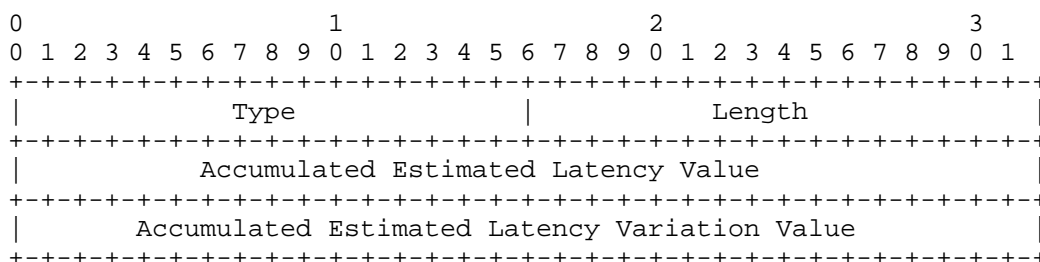 0                   1                   2                   3
0 1 2 3 4 5 6 7 8 9 0 1 2 3 4 5 6 7 8 9 0 1 2 3 4 5 6 7 8 9 0 1
+-+-+-+-+-+-+-+-+-+-+-+-+-+-+-+-+-+-+-+-+-+-+-+-+-+-+-+-+-+-+-+-+
|             Type              |           Length              |
+-+-+-+-+-+-+-+-+-+-+-+-+-+-+-+-+-+-+-+-+-+-+-+-+-+-+-+-+-+-+-+-+
|           Accumulated Estimated Latency Value                 |
+-+-+-+-+-+-+-+-+-+-+-+-+-+-+-+-+-+-+-+-+-+-+-+-+-+-+-+-+-+-+-+-+
|       Accumulated Estimated Latency Variation Value           |
+-+-+-+-+-+-+-+-+-+-+-+-+-+-+-+-+-+-+-+-+-+-+-+-+-+-+-+-+-+-+-+-+